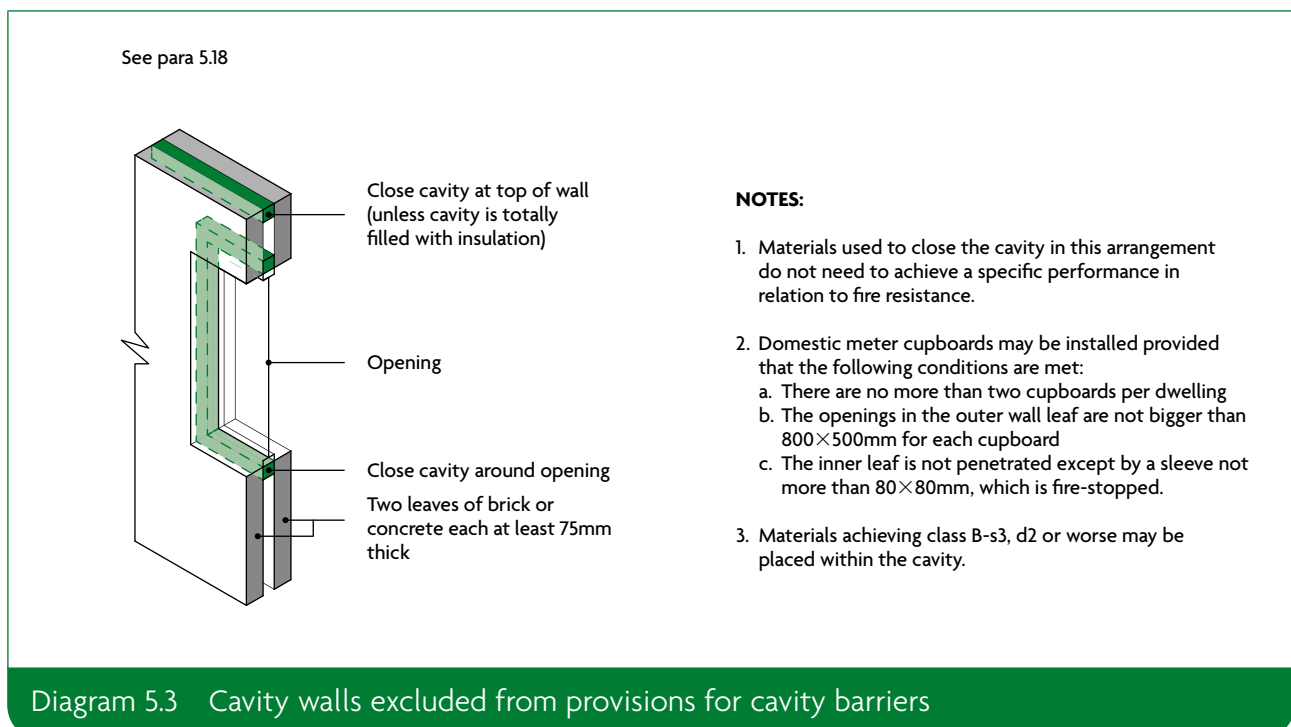 See para 5.18
Close cavity at top of wall
(unless cavity is totally
filled with insulation)
Opening
Close cavity around opening
Two leaves of brick or
concrete each at least 75mm
thick
NOTES:
1. Materials used to close the cavity in this arrangement
do not need to achieve a specific performance in
relation to fire resistance.
2. Domestic meter cupboards may be installed provided
that the following conditions are met:
a. There are no more than two cupboards per dwelling
b. The openings in the outer wall leaf are not bigger than
800×500mm for each cupboard
c. The inner leaf is not penetrated except by a sleeve not
more than 80×80mm, which is fire-stopped.
3. Materials achieving class B-s3, d2 or worse may be
placed within the cavity.
Diagram 5.3 Cavity walls excluded from provisions for cavity barriers